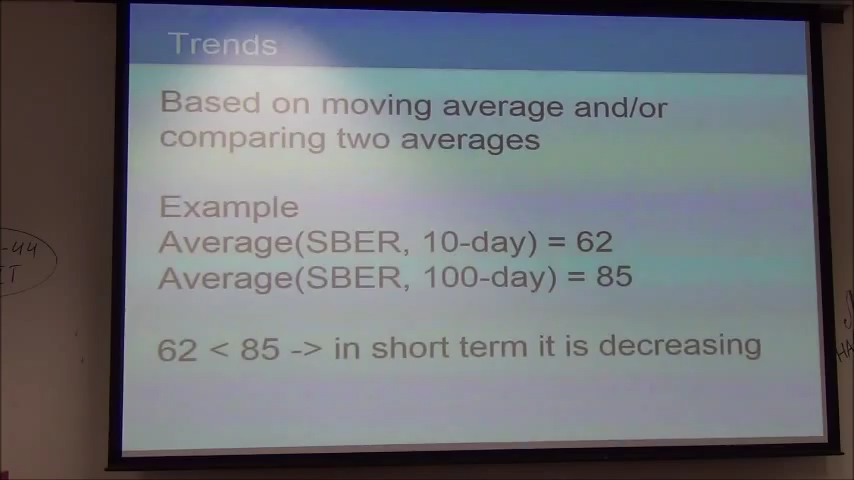 Trends
Based on moving average and/or
comparing two averages
Example
Average(SBER, 10-day) = 62
Average(SBER, 100-day) = 85
62 < 85 -> in short term it is decreasing